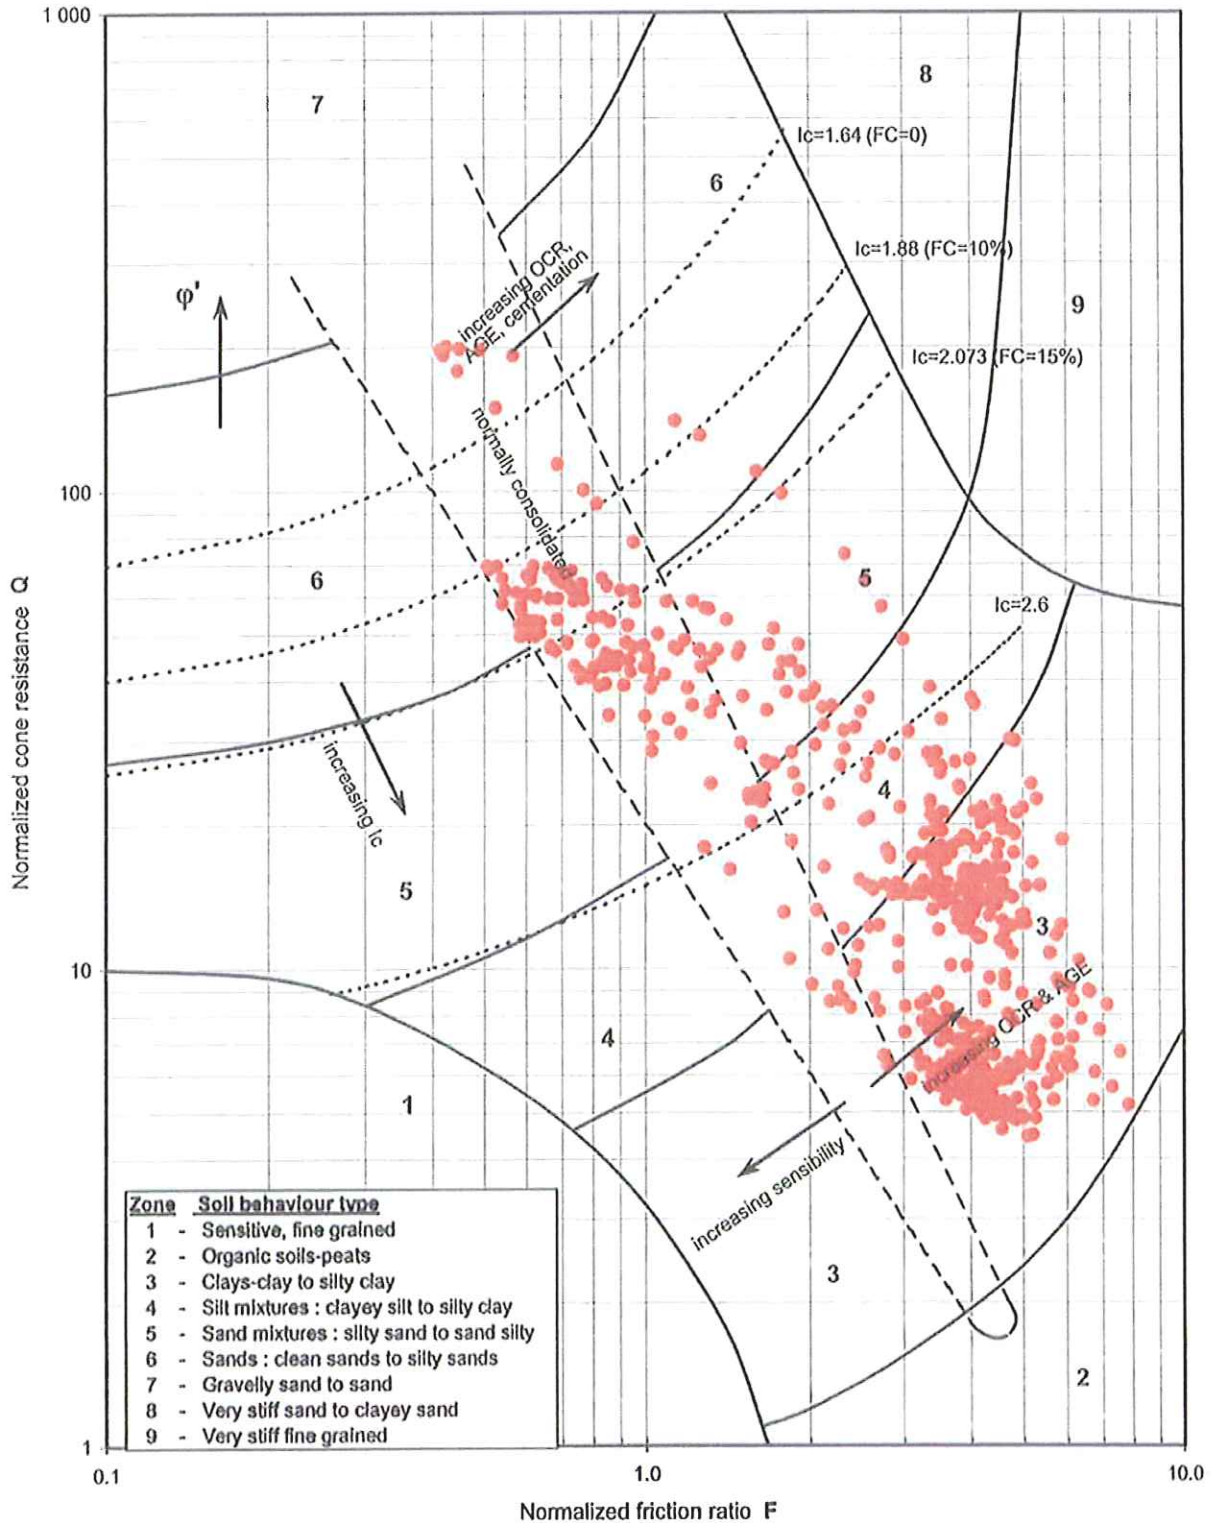 1 000
8
7
Ic=1.64 (FC=0)
6
Ic=1.88 (FC=10%)
increasing OCR,
AGE, cementation
φ'
9
Ic=2.073 (FC=15%)
normally consolidated
100
6
5
Ic=2.6
Normalized cone resistance Q
increasing Ic
4
5
3
10
increasing OCR & AGE
4
1
increasing sensibility
3
2
Zone Soil behaviour type
1 - Sensitive, fine grained
2 - Organic soils-peats
3 - Clays-clay to silty clay
4 - Silt mixtures : clayey silt to silly clay
5 - Sand mixtures : silty sand to sand silty
6 - Sands : clean sands to silty sands
7 - Gravelly sand to sand
8 - Very stiff sand to clayey sand
9 - Very stiff fine grained
1
0.1
1.0
10.0
Normalized friction ratio F